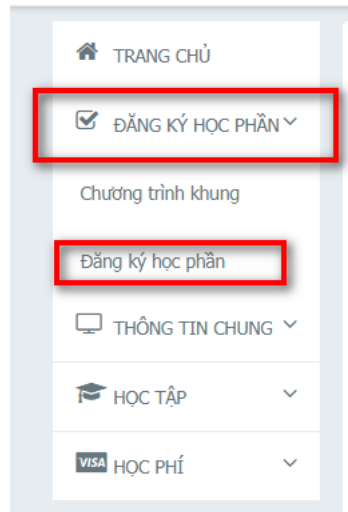 TRANG CHỦ
ĐĂNG KÝ HỌC PHẦN
Chương trình khung
Đăng ký học phần
THÔNG TIN CHUNG
HỌC TẬP
VISA HỌC PHÍ